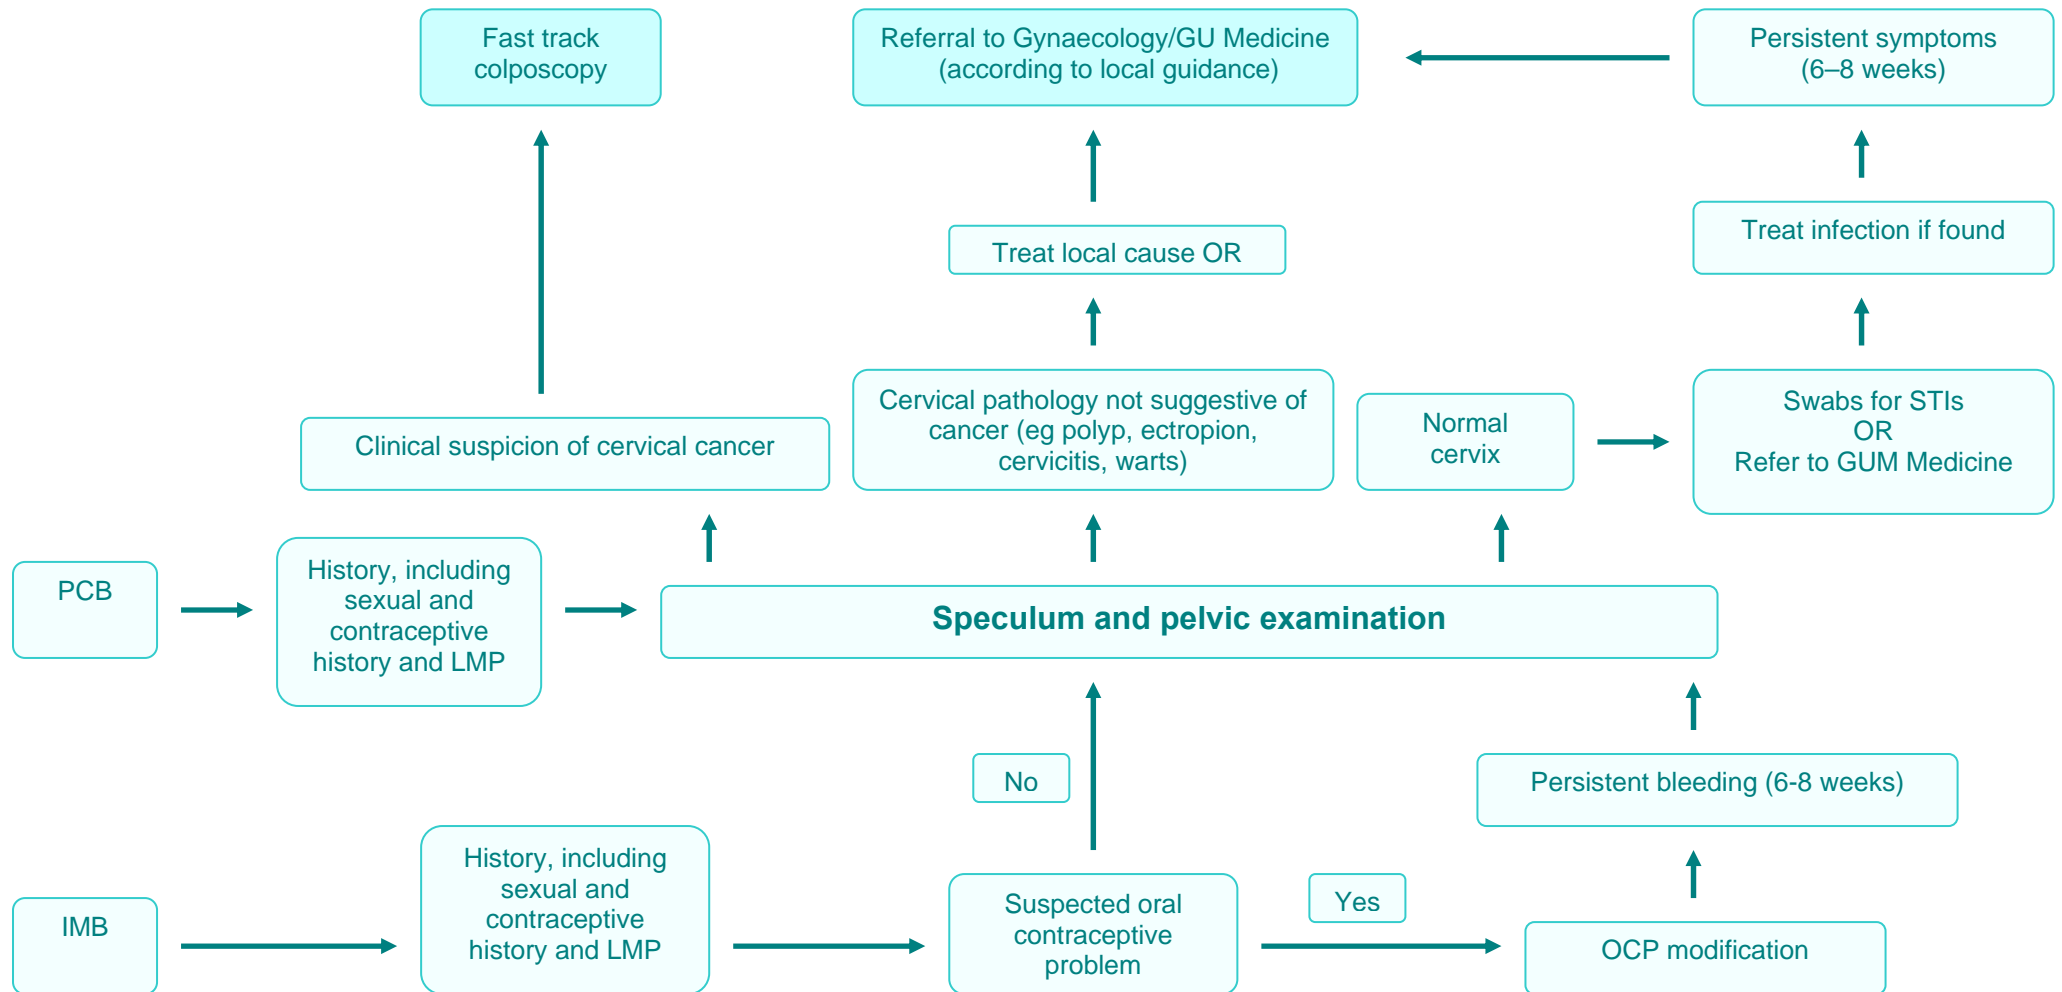 Fast track
colposcopy
Referral to Gynaecology/GU Medicine
(according to local guidance)
Persistent symptoms
(6–8 weeks)
Treat local cause OR
Treat infection if found
Clinical suspicion of cervical cancer
Cervical pathology not suggestive of
cancer (eg polyp, ectropion,
cervicitis, warts)
Normal
cervix
Swabs for STIs
OR
Refer to GUM Medicine
PCB
History, including
sexual and
contraceptive
history and LMP
Speculum and pelvic examination
No
Persistent bleeding (6-8 weeks)
IMB
History, including
sexual and
contraceptive
history and LMP
Suspected oral
contraceptive
problem
Yes
OCP modification